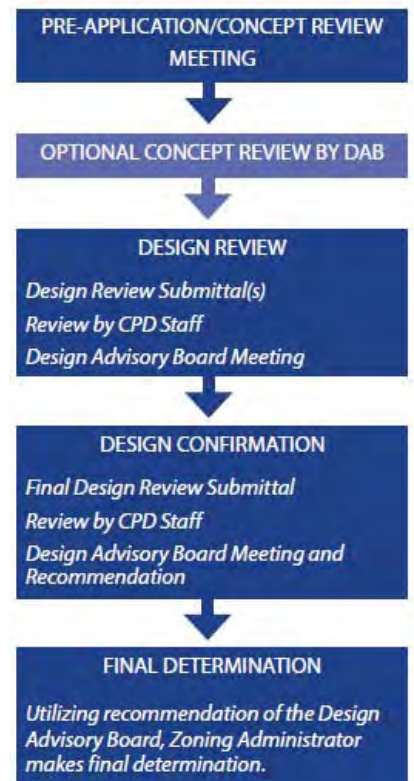 PRE-APPLICATION/CONCEPT REVIEW
MEETING
OPTIONAL CONCEPT REVIEW BY DAB
DESIGN REVIEW
Design Review Submittal(s)
Review by CPD Staff
Design Advisory Board Meeting
DESIGN CONFIRMATION
Final Design Review Submittal
Review by CPD Staff
Design Advisory Board Meeting and
Recommendation
FINAL DETERMINATION
Utilizing recommendation of the Design
Advisory Board, Zoning Administrator
makes final determination.